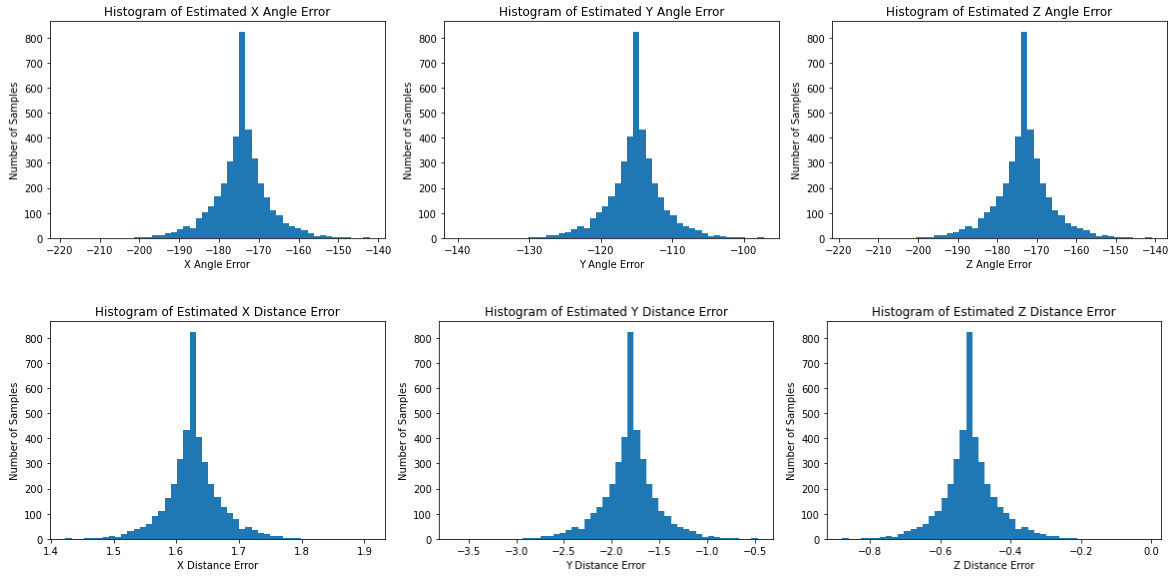 Histogram of Estimated X Angle Error
Number of Samples
800
700
600
500
400
300
200
100
0
−220 −210 −200 −190 −180 −170 −160 −150 −140
X Angle Error
Histogram of Estimated Y Angle Error
Number of Samples
800
700
600
500
400
300
200
100
0
−140 −130 −120 −110 −100
Y Angle Error
Histogram of Estimated Z Angle Error
Number of Samples
800
700
600
500
400
300
200
100
0
−220 −210 −200 −190 −180 −170 −160 −150 −140
Z Angle Error
Histogram of Estimated X Distance Error
Number of Samples
800
700
600
500
400
300
200
100
0
1.4 1.5 1.6 1.7 1.8 1.9
X Distance Error
Histogram of Estimated Y Distance Error
Number of Samples
800
700
600
500
400
300
200
100
0
−3.5 −3.0 −2.5 −2.0 −1.5 −1.0 −0.5
Y Distance Error
Histogram of Estimated Z Distance Error
Number of Samples
800
700
600
500
400
300
200
100
0
−0.8 −0.6 −0.4 −0.2 0.0
Z Distance Error